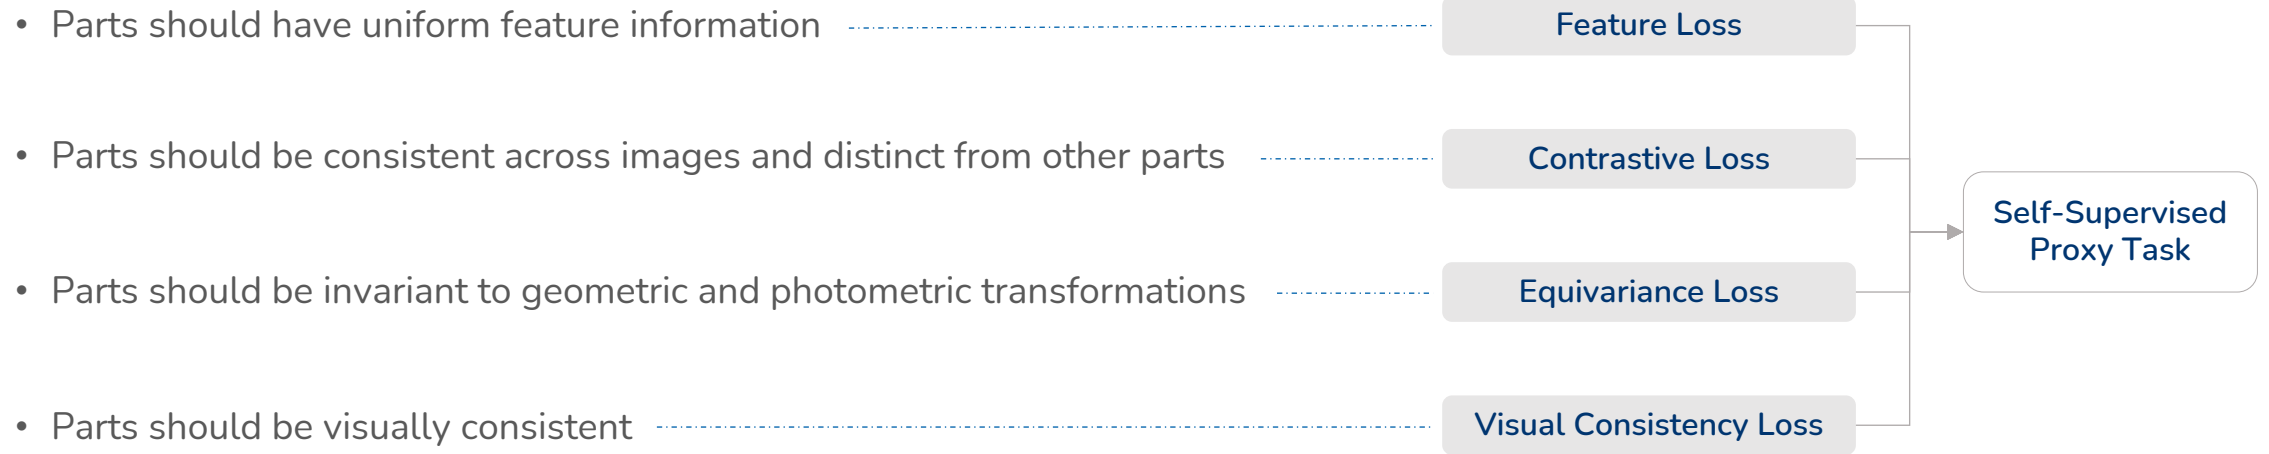 • Parts should have uniform feature information
Feature Loss
• Parts should be consistent across images and distinct from other parts
Contrastive Loss
• Parts should be invariant to geometric and photometric transformations
Equivariance Loss
• Parts should be visually consistent
Visual Consistency Loss
Self-Supervised
Proxy Task